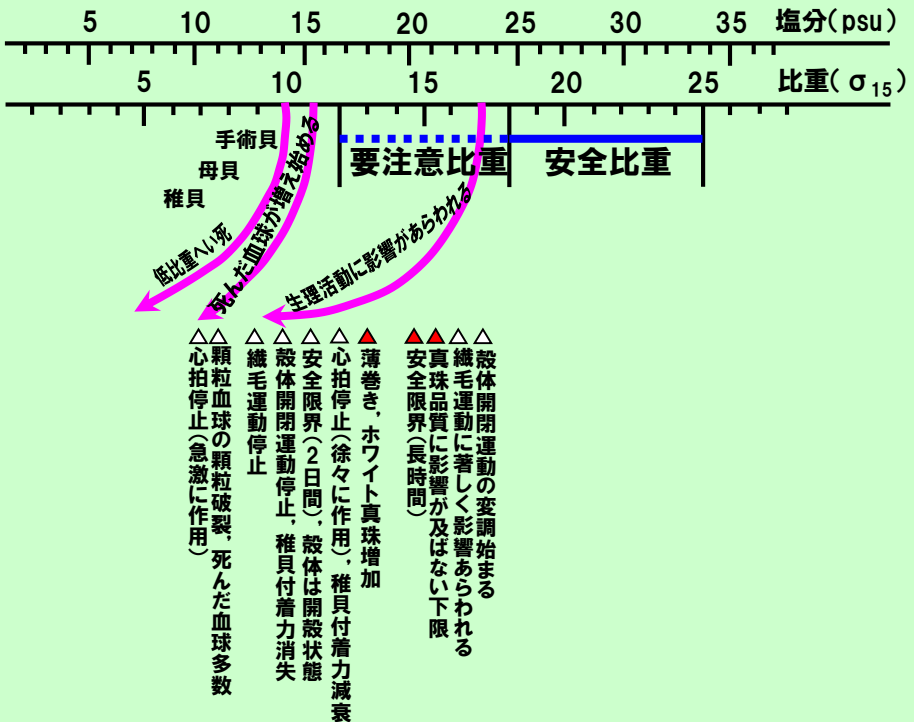 5 10 15 20 25 30 35 塩分(psu)
5 10 15 20 25 比重(σ15)
手術貝
母貝
稚貝
低比重へい死
死んだ血球が増え始める
生理活動に影響があらわれる
要注意比重
安全比重
心拍停止(急激に作用)
顆粒血球の顆粒破裂,死んだ血球多数
繊毛運動停止
殻体開閉運動停止,稚貝付着力消失
安全限界(2日間),殻体は開殻状態
心拍停止(徐々に作用),稚貝付着力減衰
薄巻き,ホワイト真珠増加
安全限界(長時間)
真珠品質に影響が及ばない下限
繊毛運動に著しく影響あらわれる
殻体開閉運動の変調始まる